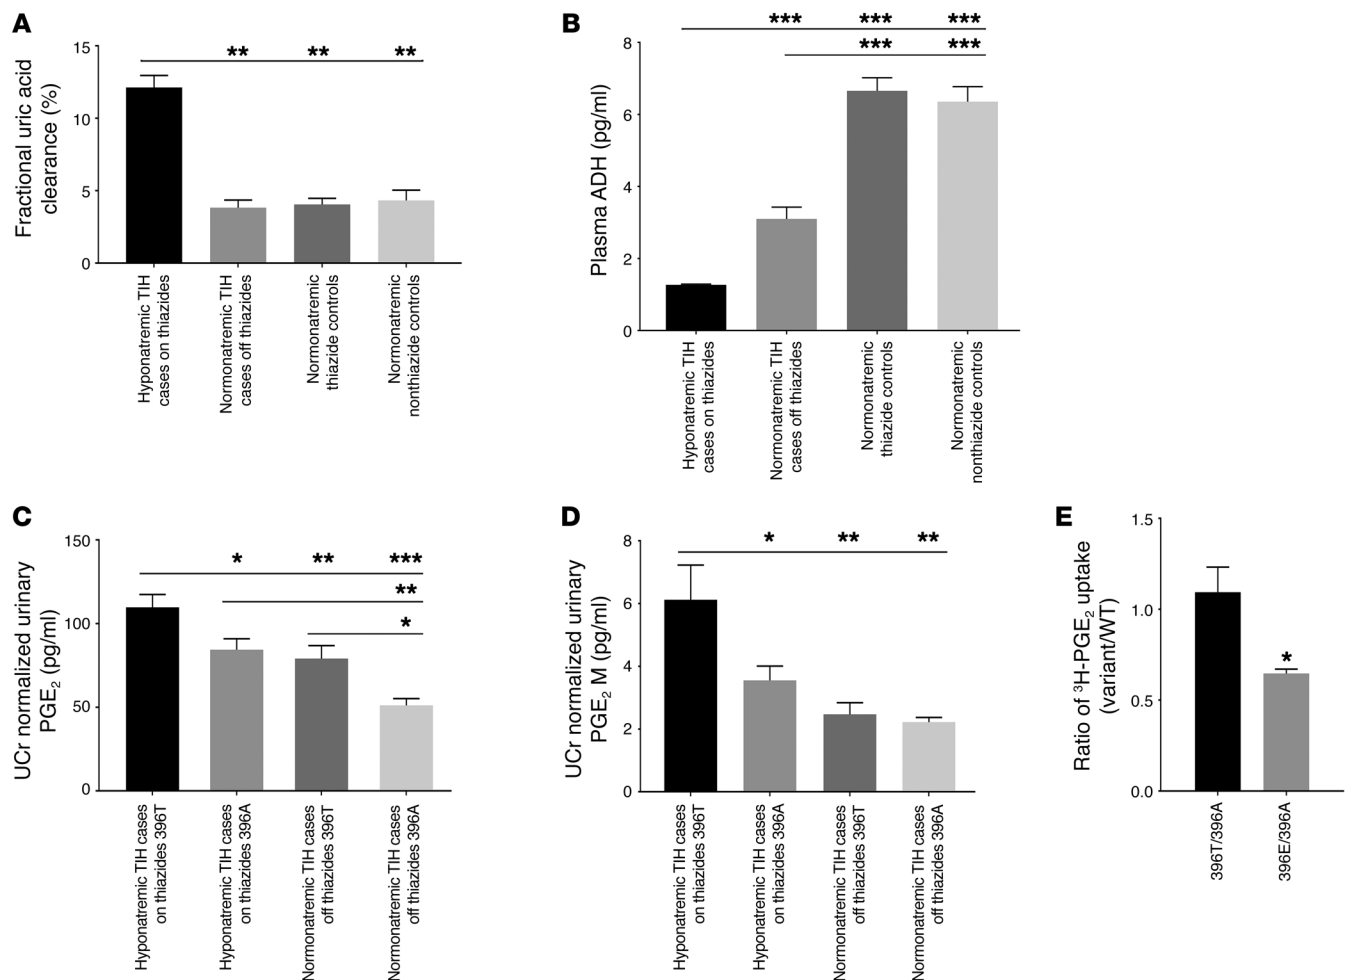 A
Fractional uric acid
clearance (%)
15
10
5
0
**
**
**
Hyponatremic TIH
cases on thiazides
Normonatremic TIH
cases off thiazides
Normonatremic
thiazide controls
Normonatremic
nonthiazide controls
B
Plasma ADH (pg/ml)
8
6
4
2
0
***
***
***
***
***
Hyponatremic TIH
cases on thiazides
Normonatremic TIH
cases off thiazides
Normonatremic
thiazide controls
Normonatremic
nonthiazide controls
C
UCr normalized urinary
PGE2 (pg/ml)
150
100
50
0
*
**
***
**
*
Hyponatremic TIH cases
on thiazides 396T
Hyponatremic TIH cases
on thiazides 396A
Normonatremic TIH cases
off thiazides 396T
Normonatremic TIH cases
off thiazides 396A
D
UCr normalized urinary
PGE2 M (pg/ml)
8
6
4
2
0
*
**
**
Hyponatremic TIH cases
on thiazides 396T
Hyponatremic TIH cases
on thiazides 396A
Normonatremic TIH cases
off thiazides 396T
Nomonatremic TIH cases
off thiazides 396A
E
Ratio of ³H-PGE2 uptake
(variant/WT)
1.5
1.0
0.5
0.0
*
396T/396A
396E/396A